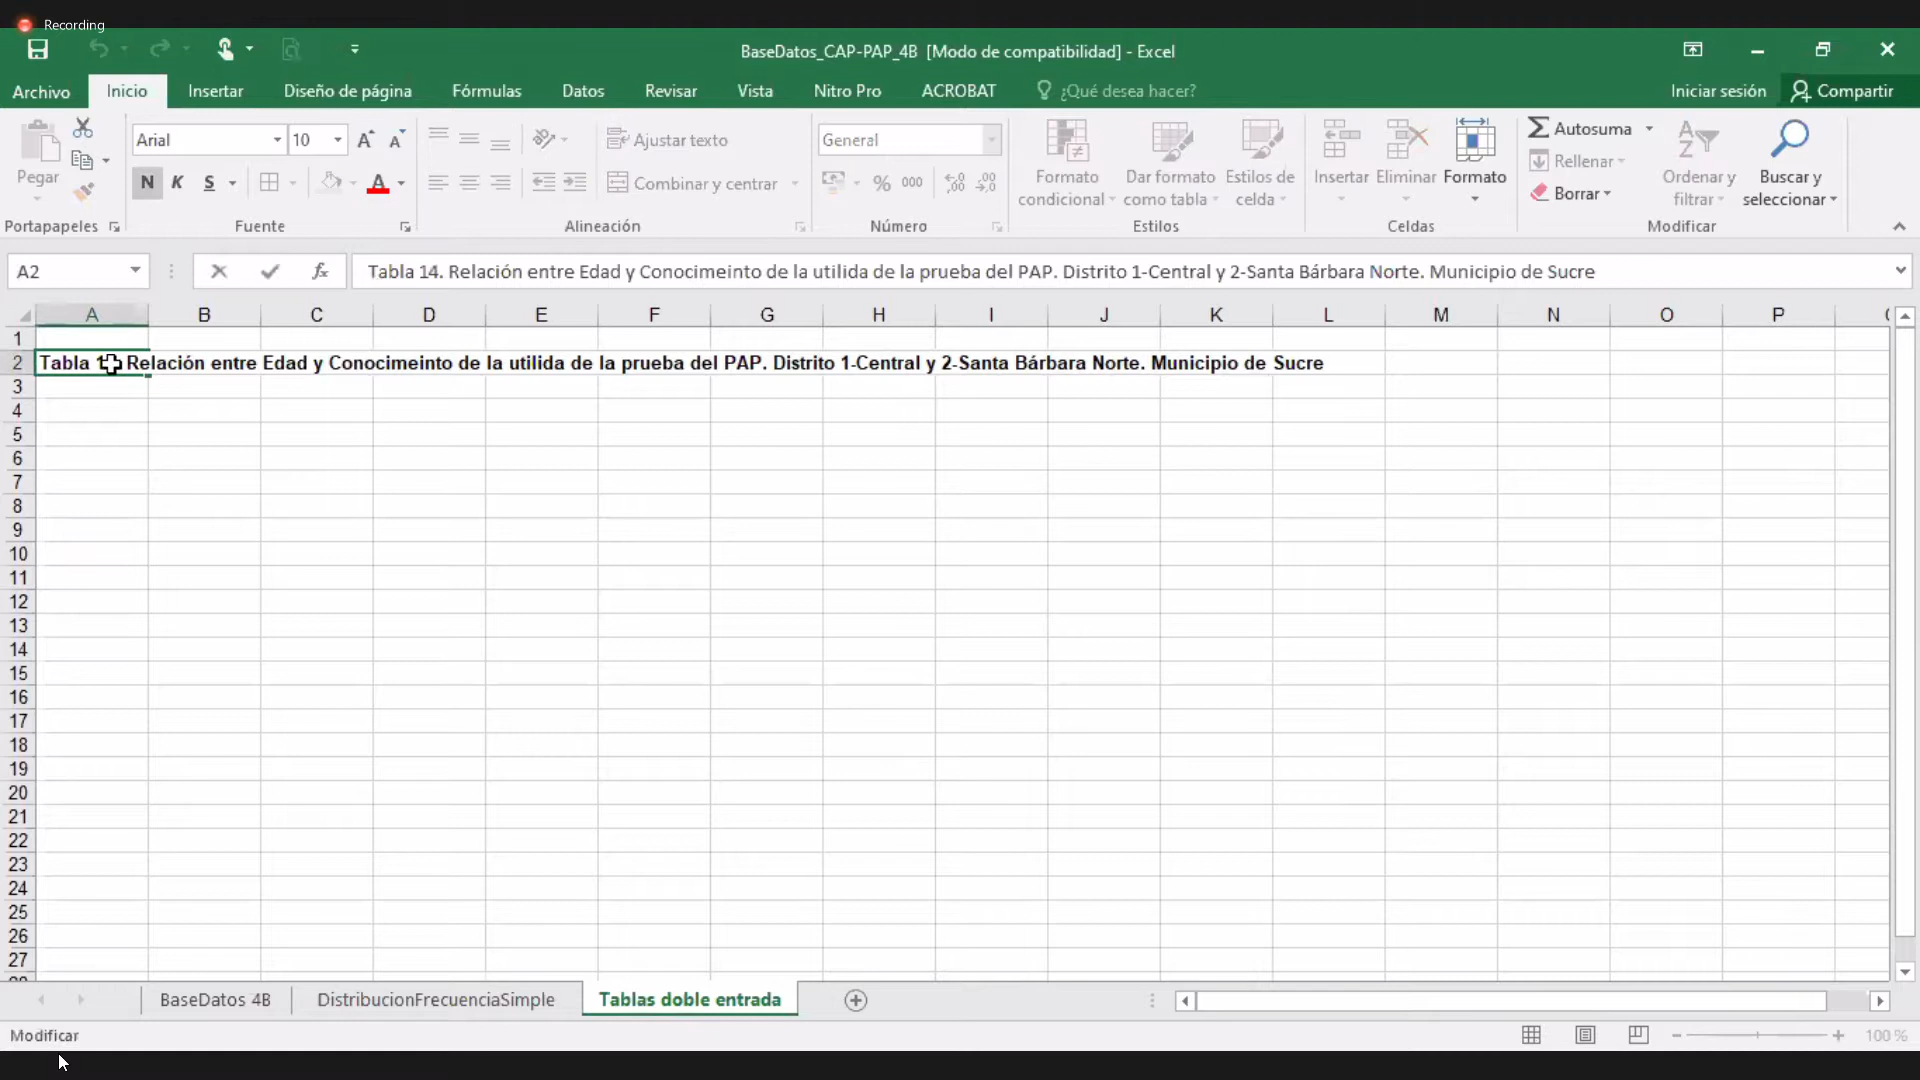 Recording
BaseDatos_CAP-PAP_4B [Modo de compatibilidad] - Excel
Archivo Inicio Insertar Diseño de página Fórmulas Datos Revisar Vista Nitro Pro ACROBAT ¿Qué desea hacer? Iniciar sesión Compartir
Pegar
Portapapeles
Arial 10
N K S
Fuente
Ajustar texto
Combinar y centrar
Alineación
General
% 000
Número
Formato condicional
Dar formato como tabla
Estilos de celda
Estilos
Insertar Eliminar Formato
Celdas
Autosuma
Rellenar
Borrar
Ordenar y filtrar
Buscar y seleccionar
Modificar
A2 fx Tabla 14. Relación entre Edad y Conocimeinto de la utilida de la prueba del PAP. Distrito 1-Central y 2-Santa Bárbara Norte. Municipio de Sucre
A B C D E F G H I J K L M N O P
1
2 Tabla 1 Relación entre Edad y Conocimeinto de la utilida de la prueba del PAP. Distrito 1-Central y 2-Santa Bárbara Norte. Municipio de Sucre
3
4
5
6
7
8
9
10
11
12
13
14
15
16
17
18
19
20
21
22
23
24
25
26
27
BaseDatos 4B DistribucionFrecuenciaSimple Tablas doble entrada
Modificar 100 %